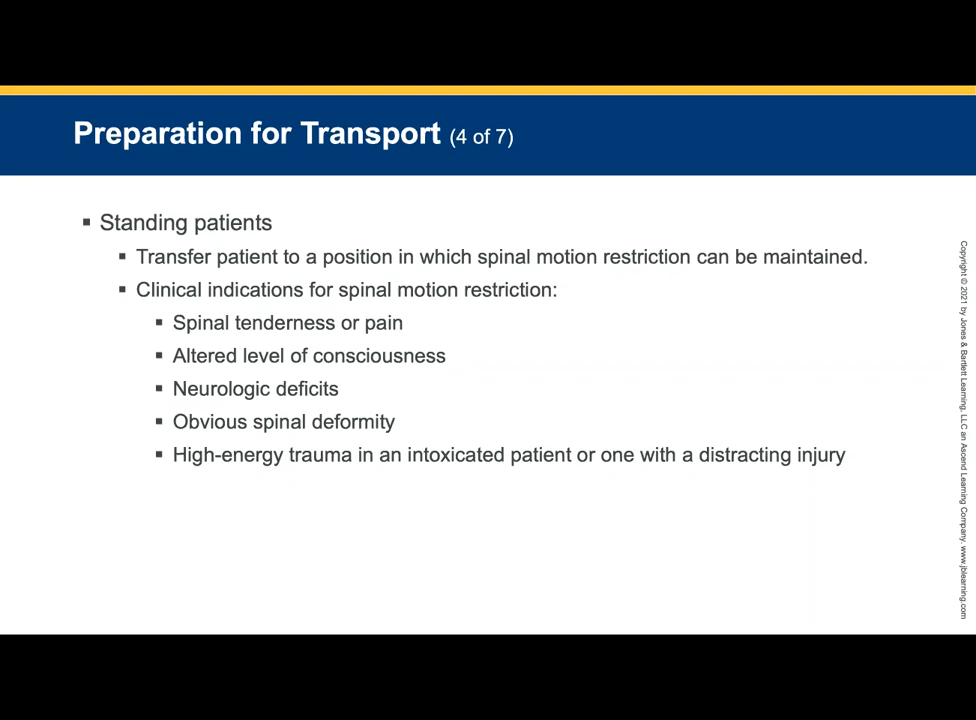 Preparation for Transport (4 of 7)
▪ Standing patients
▪ Transfer patient to a position in which spinal motion restriction can be maintained.
▪ Clinical indications for spinal motion restriction:
▪ Spinal tenderness or pain
▪ Altered level of consciousness
▪ Neurologic deficits
▪ Obvious spinal deformity
▪ High-energy trauma in an intoxicated patient or one with a distracting injury
Copyright © 2021 by Jones & Bartlett Learning, LLC an Ascend Learning Company. www.jblearning.com